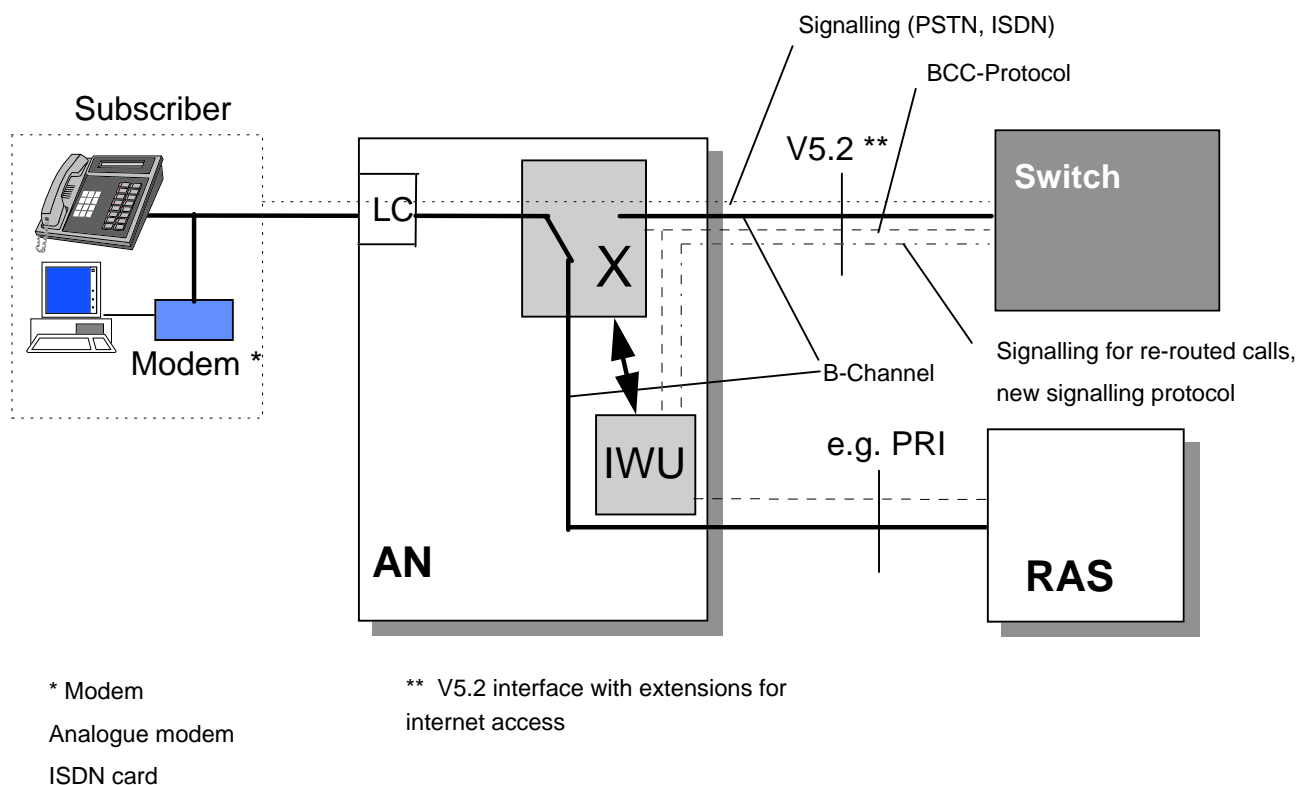 Signalling (PSTN, ISDN)
BCC-Protocol
Subscriber
V5.2 **
Switch
LC
X
Modem *
B-Channel
Signalling for re-routed calls,
new signalling protocol
IWU
e.g. PRI
AN
RAS
* Modem
Analogue modem
ISDN card
** V5.2 interface with extensions for
internet access